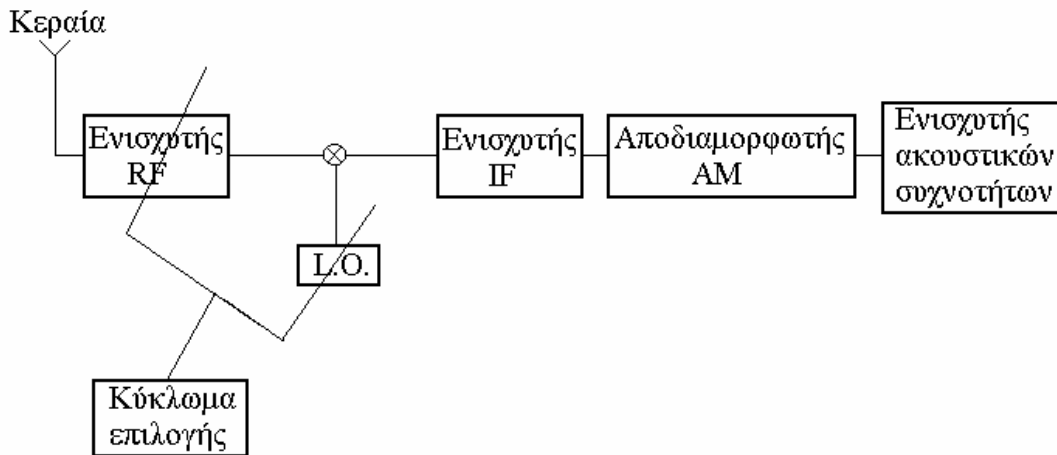 Κεραία
Ενισχυτής
RF
Ενισχυτής
IF
Αποδιαμορφωτής
AM
Ενισχυτής
ακουστικών
συχνοτήτων
L.O.
Κύκλωμα
επιλογής